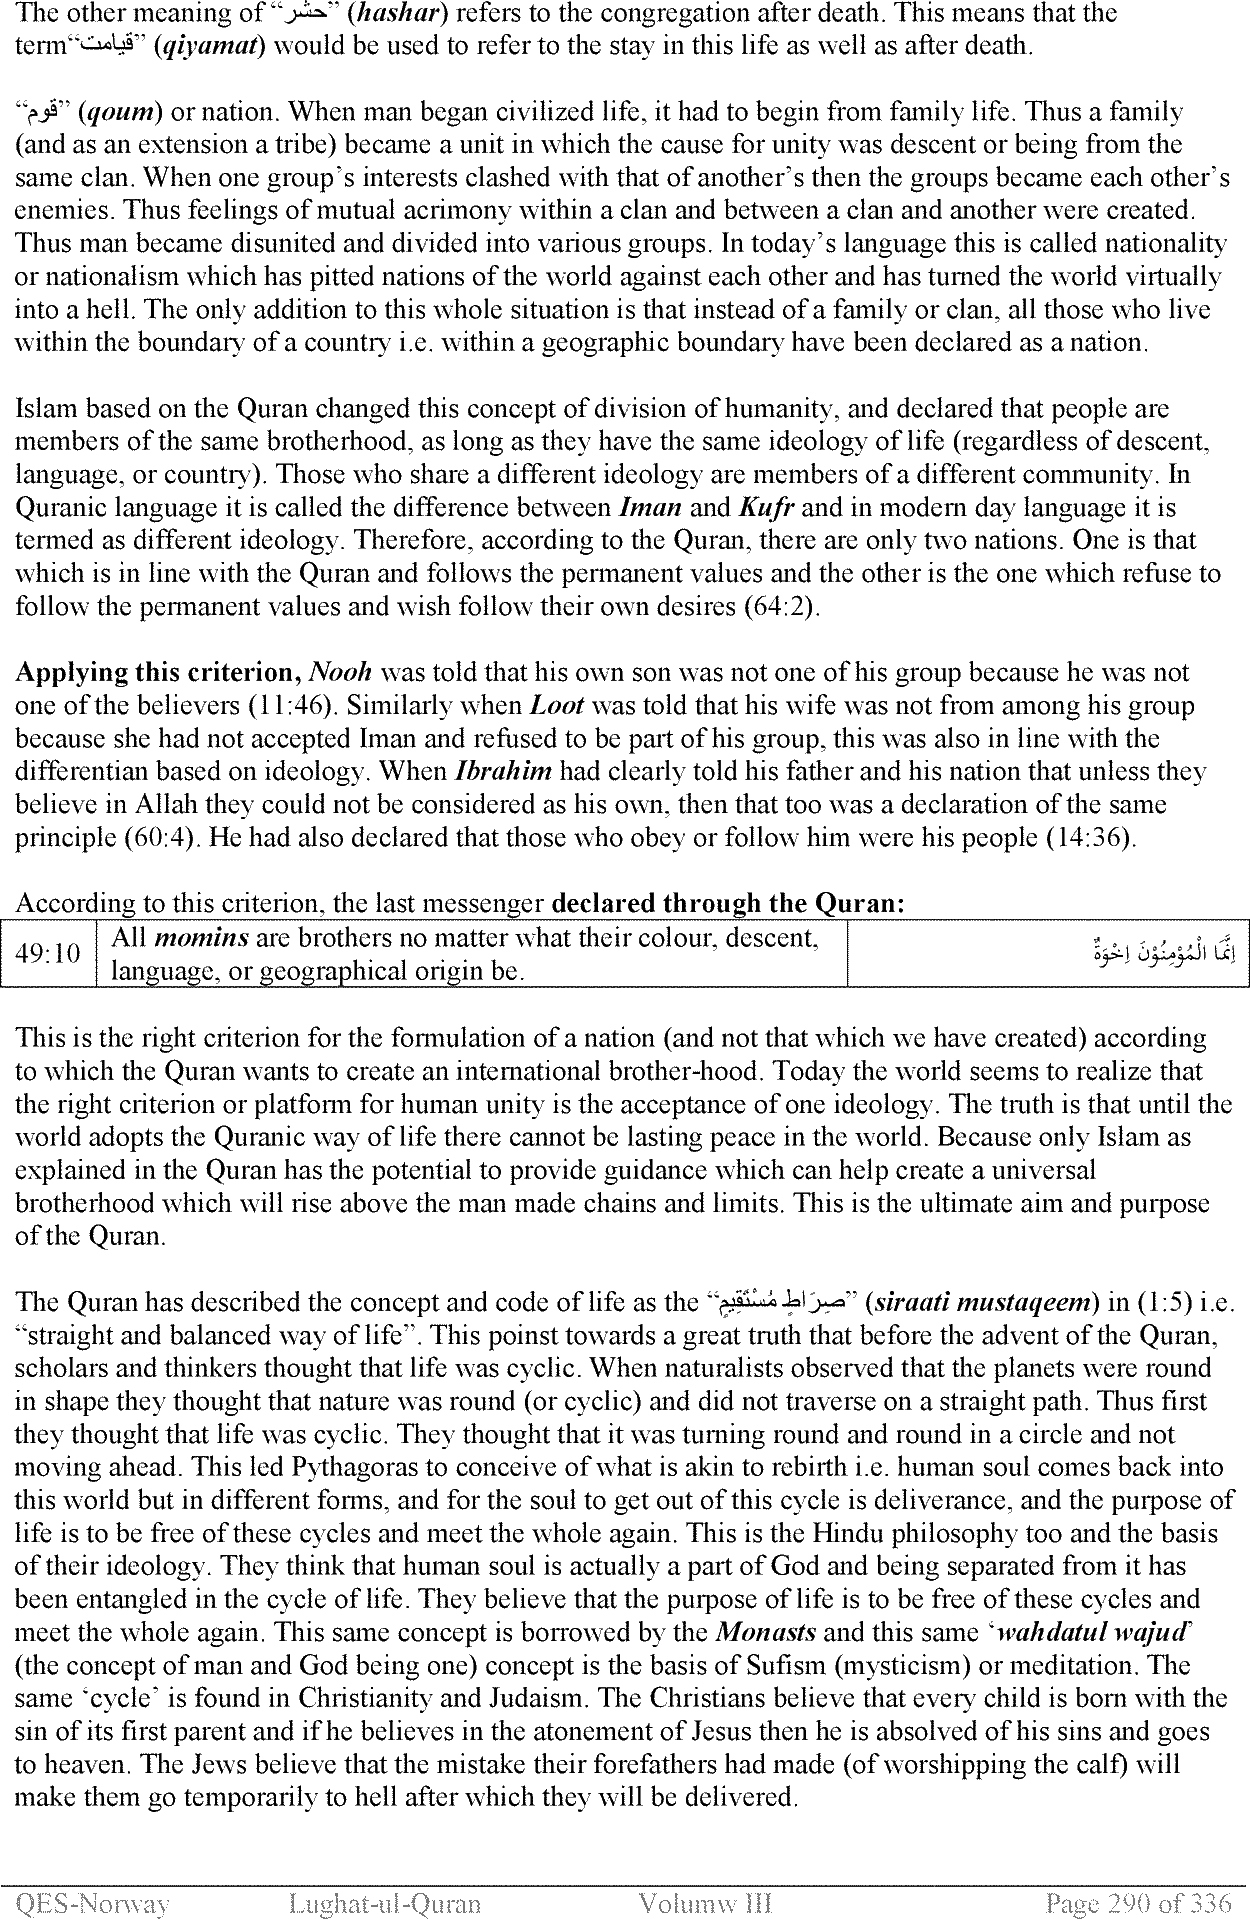 The other meaning of “حشر” (hashar) refers to the congregation after death. This means that the
term“قیامت” (qiyamat) would be used to refer to the stay in this life as well as after death.
“قوم” (qoum) or nation. When man began civilized life, it had to begin from family life. Thus a family
(and as an extension a tribe) became a unit in which the cause for unity was descent or being from the
same clan. When one group’s interests clashed with that of another’s then the groups became each other’s
enemies. Thus feelings of mutual acrimony within a clan and between a clan and another were created.
Thus man became disunited and divided into various groups. In today’s language this is called nationality
or nationalism which has pitted nations of the world against each other and has turned the world virtually
into a hell. The only addition to this whole situation is that instead of a family or clan, all those who live
within the boundary of a country i.e. within a geographic boundary have been declared as a nation.
Islam based on the Quran changed this concept of division of humanity, and declared that people are
members of the same brotherhood, as long as they have the same ideology of life (regardless of descent,
language, or country). Those who share a different ideology are members of a different community. In
Quranic language it is called the difference between Iman and Kufr and in modern day language it is
termed as different ideology. Therefore, according to the Quran, there are only two nations. One is that
which is in line with the Quran and follows the permanent values and the other is the one which refuse to
follow the permanent values and wish follow their own desires (64:2).
Applying this criterion, Nooh was told that his own son was not one of his group because he was not
one of the believers (11:46). Similarly when Loot was told that his wife was not from among his group
because she had not accepted Iman and refused to be part of his group, this was also in line with the
differentian based on ideology. When Ibrahim had clearly told his father and his nation that unless they
believe in Allah they could not be considered as his own, then that too was a declaration of the same
principle (60:4). He had also declared that those who obey or follow him were his people (14:36).
According to this criterion, the last messenger declared through the Quran:
49:10 All momins are brothers no matter what their colour, descent,
language, or geographical origin be.
اِنَّمَا الْمُؤْمِنُوْنَ اِخْوَةٌ
This is the right criterion for the formulation of a nation (and not that which we have created) according
to which the Quran wants to create an international brother-hood. Today the world seems to realize that
the right criterion or platform for human unity is the acceptance of one ideology. The truth is that until the
world adopts the Quranic way of life there cannot be lasting peace in the world. Because only Islam as
explained in the Quran has the potential to provide guidance which can help create a universal
brotherhood which will rise above the man made chains and limits. This is the ultimate aim and purpose
of the Quran.
The Quran has described the concept and code of life as the “صِرَاطٍ مُسْتَقِيمٍ” (siraati mustaqeem) in (1:5) i.e.
“straight and balanced way of life”. This poinst towards a great truth that before the advent of the Quran,
scholars and thinkers thought that life was cyclic. When naturalists observed that the planets were round
in shape they thought that nature was round (or cyclic) and did not traverse on a straight path. Thus first
they thought that life was cyclic. They thought that it was turning round and round in a circle and not
moving ahead. This led Pythagoras to conceive of what is akin to rebirth i.e. human soul comes back into
this world but in different forms, and for the soul to get out of this cycle is deliverance, and the purpose of
life is to be free of these cycles and meet the whole again. This is the Hindu philosophy too and the basis
of their ideology. They think that human soul is actually a part of God and being separated from it has
been entangled in the cycle of life. They believe that the purpose of life is to be free of these cycles and
meet the whole again. This same concept is borrowed by the Monasts and this same ‘wahdatul wajud’
(the concept of man and God being one) concept is the basis of Sufism (mysticism) or meditation. The
same ‘cycle’ is found in Christianity and Judaism. The Christians believe that every child is born with the
sin of its first parent and if he believes in the atonement of Jesus then he is absolved of his sins and goes
to heaven. The Jews believe that the mistake their forefathers had made (of worshipping the calf) will
make them go temporarily to hell after which they will be delivered.
QES-Norway Lughat-ul-Quran Volumw III Page 290 of 336